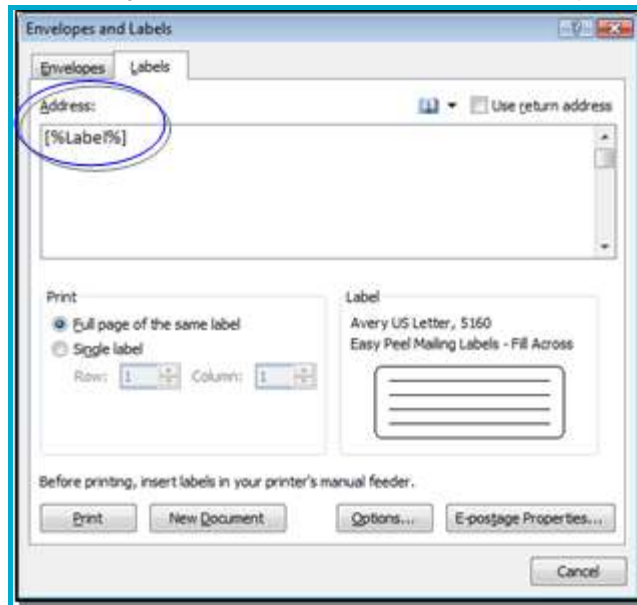 Envelopes and Labels
Envelopes Labels
Address:
Use return address
[%Label%]
Print
Full page of the same label
Single label
Row: 1 Column: 1
Label
Avery US Letter, 5160
Easy Peel Mailing Labels - Fill Across
Before printing, insert labels in your printer's manual feeder.
Print New Document Options... E-postage Properties...
Cancel